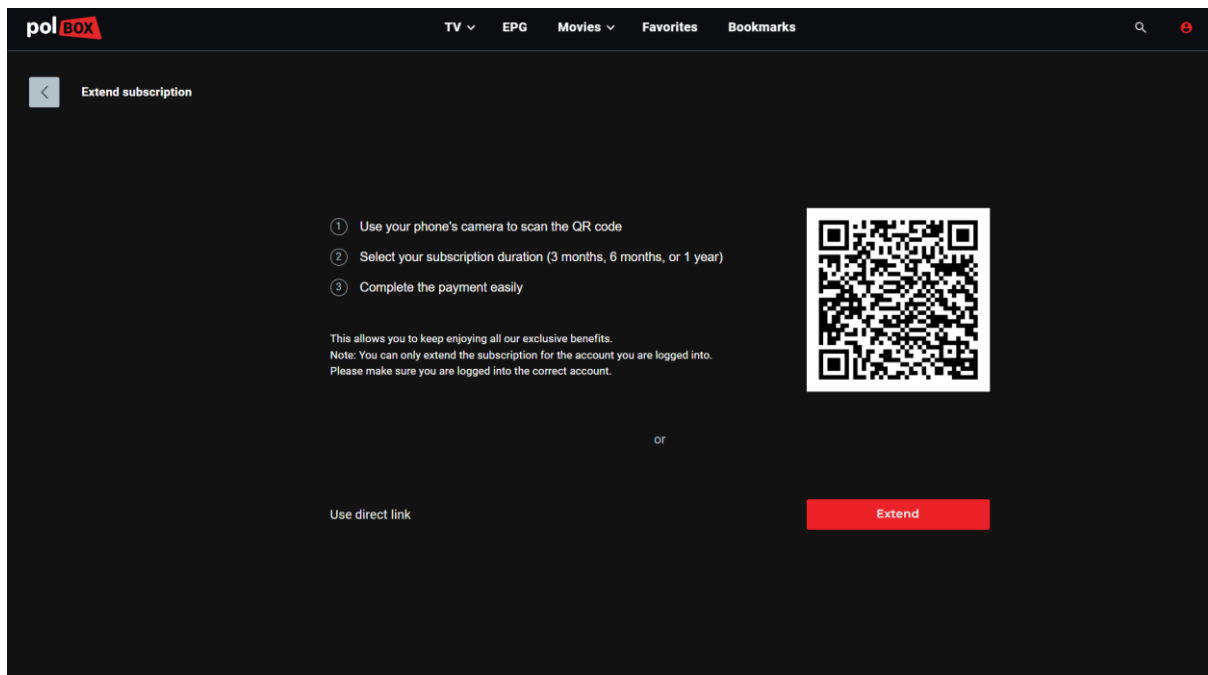 polBOX
TV EPG Movies Favorites Bookmarks
Extend subscription
1 Use your phone's camera to scan the QR code
2 Select your subscription duration (3 months, 6 months, or 1 year)
3 Complete the payment easily
This allows you to keep enjoying all our exclusive benefits.
Note: You can only extend the subscription for the account you are logged into.
Please make sure you are logged into the correct account.
or
Use direct link
Extend